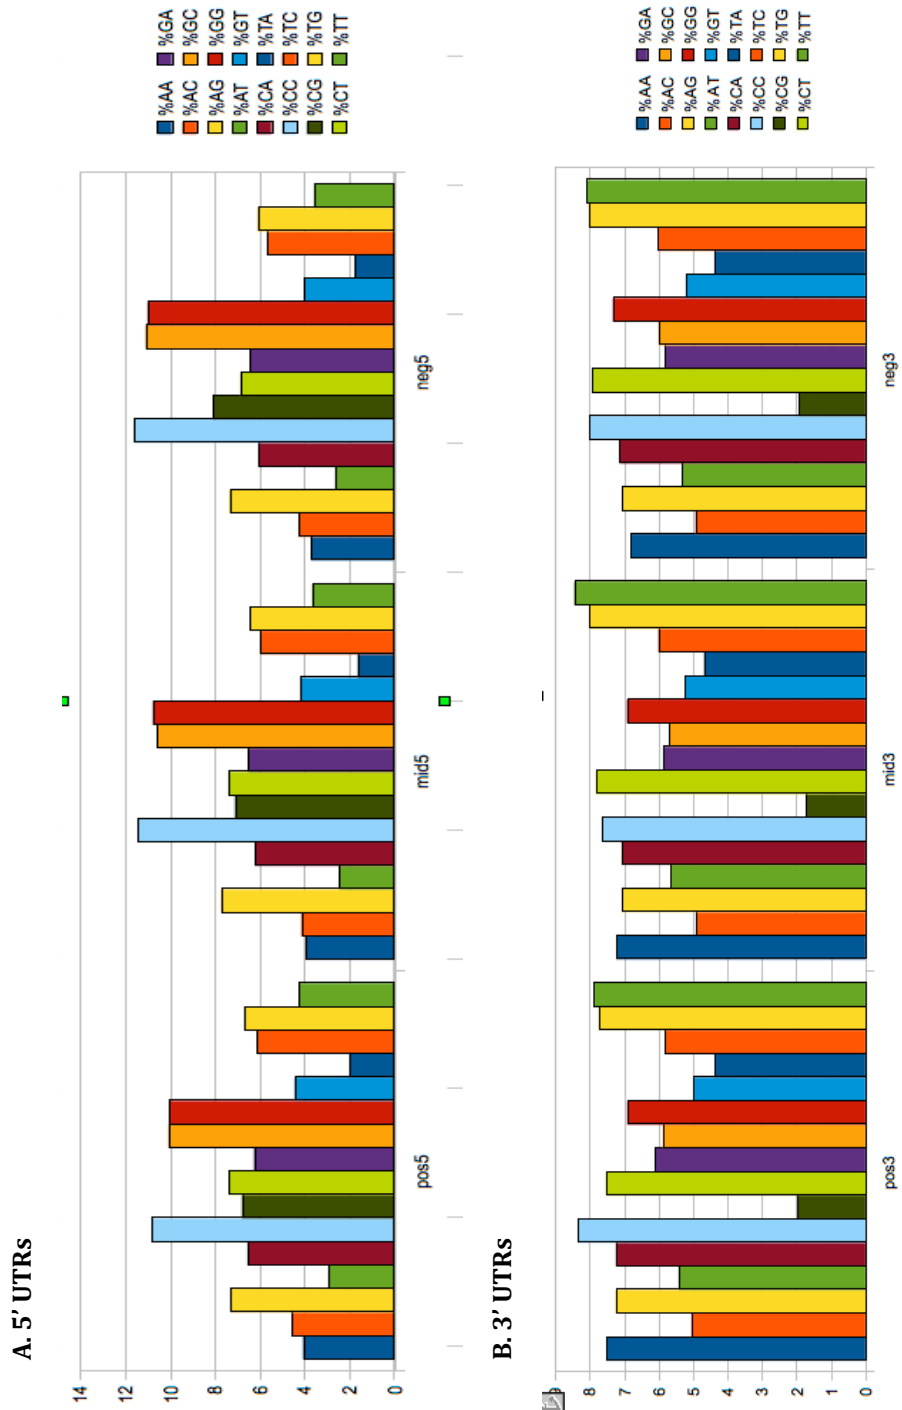 A. 5’ UTRs
14
12
10
8
6
4
2
0
pos5
mid5
neg5
%AA
%AC
%AG
%AT
%CA
%CC
%CG
%CT
%GA
%GC
%GG
%GT
%TA
%TC
%TG
%TT
B. 3’ UTRs
9
8
7
6
5
4
3
2
1
0
pos3
mid3
neg3
%AA
%AC
%AG
%AT
%CA
%CC
%CG
%CT
%GA
%GC
%GG
%GT
%TA
%TC
%TG
%TT